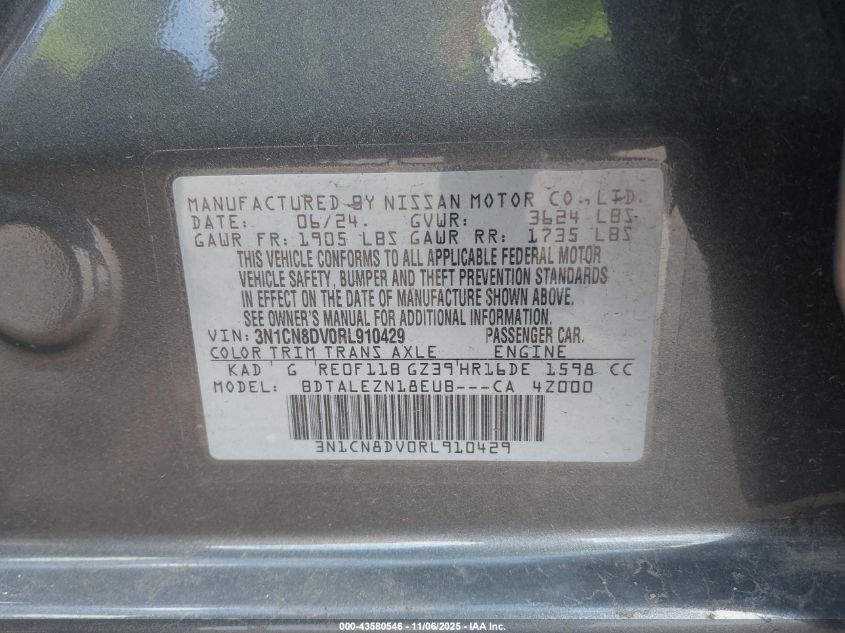 MANUFACTURED BY NISSAN MOTOR CO., LTD.
DATE: 06/24. GVWR: 3624 LBS
GAWR FR: 1905 LBS GAWR RR: 1735 LBS
THIS VEHICLE CONFORMS TO ALL APPLICABLE FEDERAL MOTOR
VEHICLE SAFETY, BUMPER AND THEFT PREVENTION STANDARDS
IN EFFECT ON THE DATE OF MANUFACTURE SHOWN ABOVE.
SEE OWNER'S MANUAL FOR ADDITIONAL INFORMATION.
VIN: 3N1CN8DV0RL910429 PASSENGER CAR.
COLOR TRIM TRANS AXLE ENGINE
KAD G RE0F11B GZ39 HR16DE 1598 CC
MODEL: BDTALEZN18EUB---CA 4Z000
3N1CN8DV0RL910429
000-43580546 - 11/06/2025 - IAA Inc.